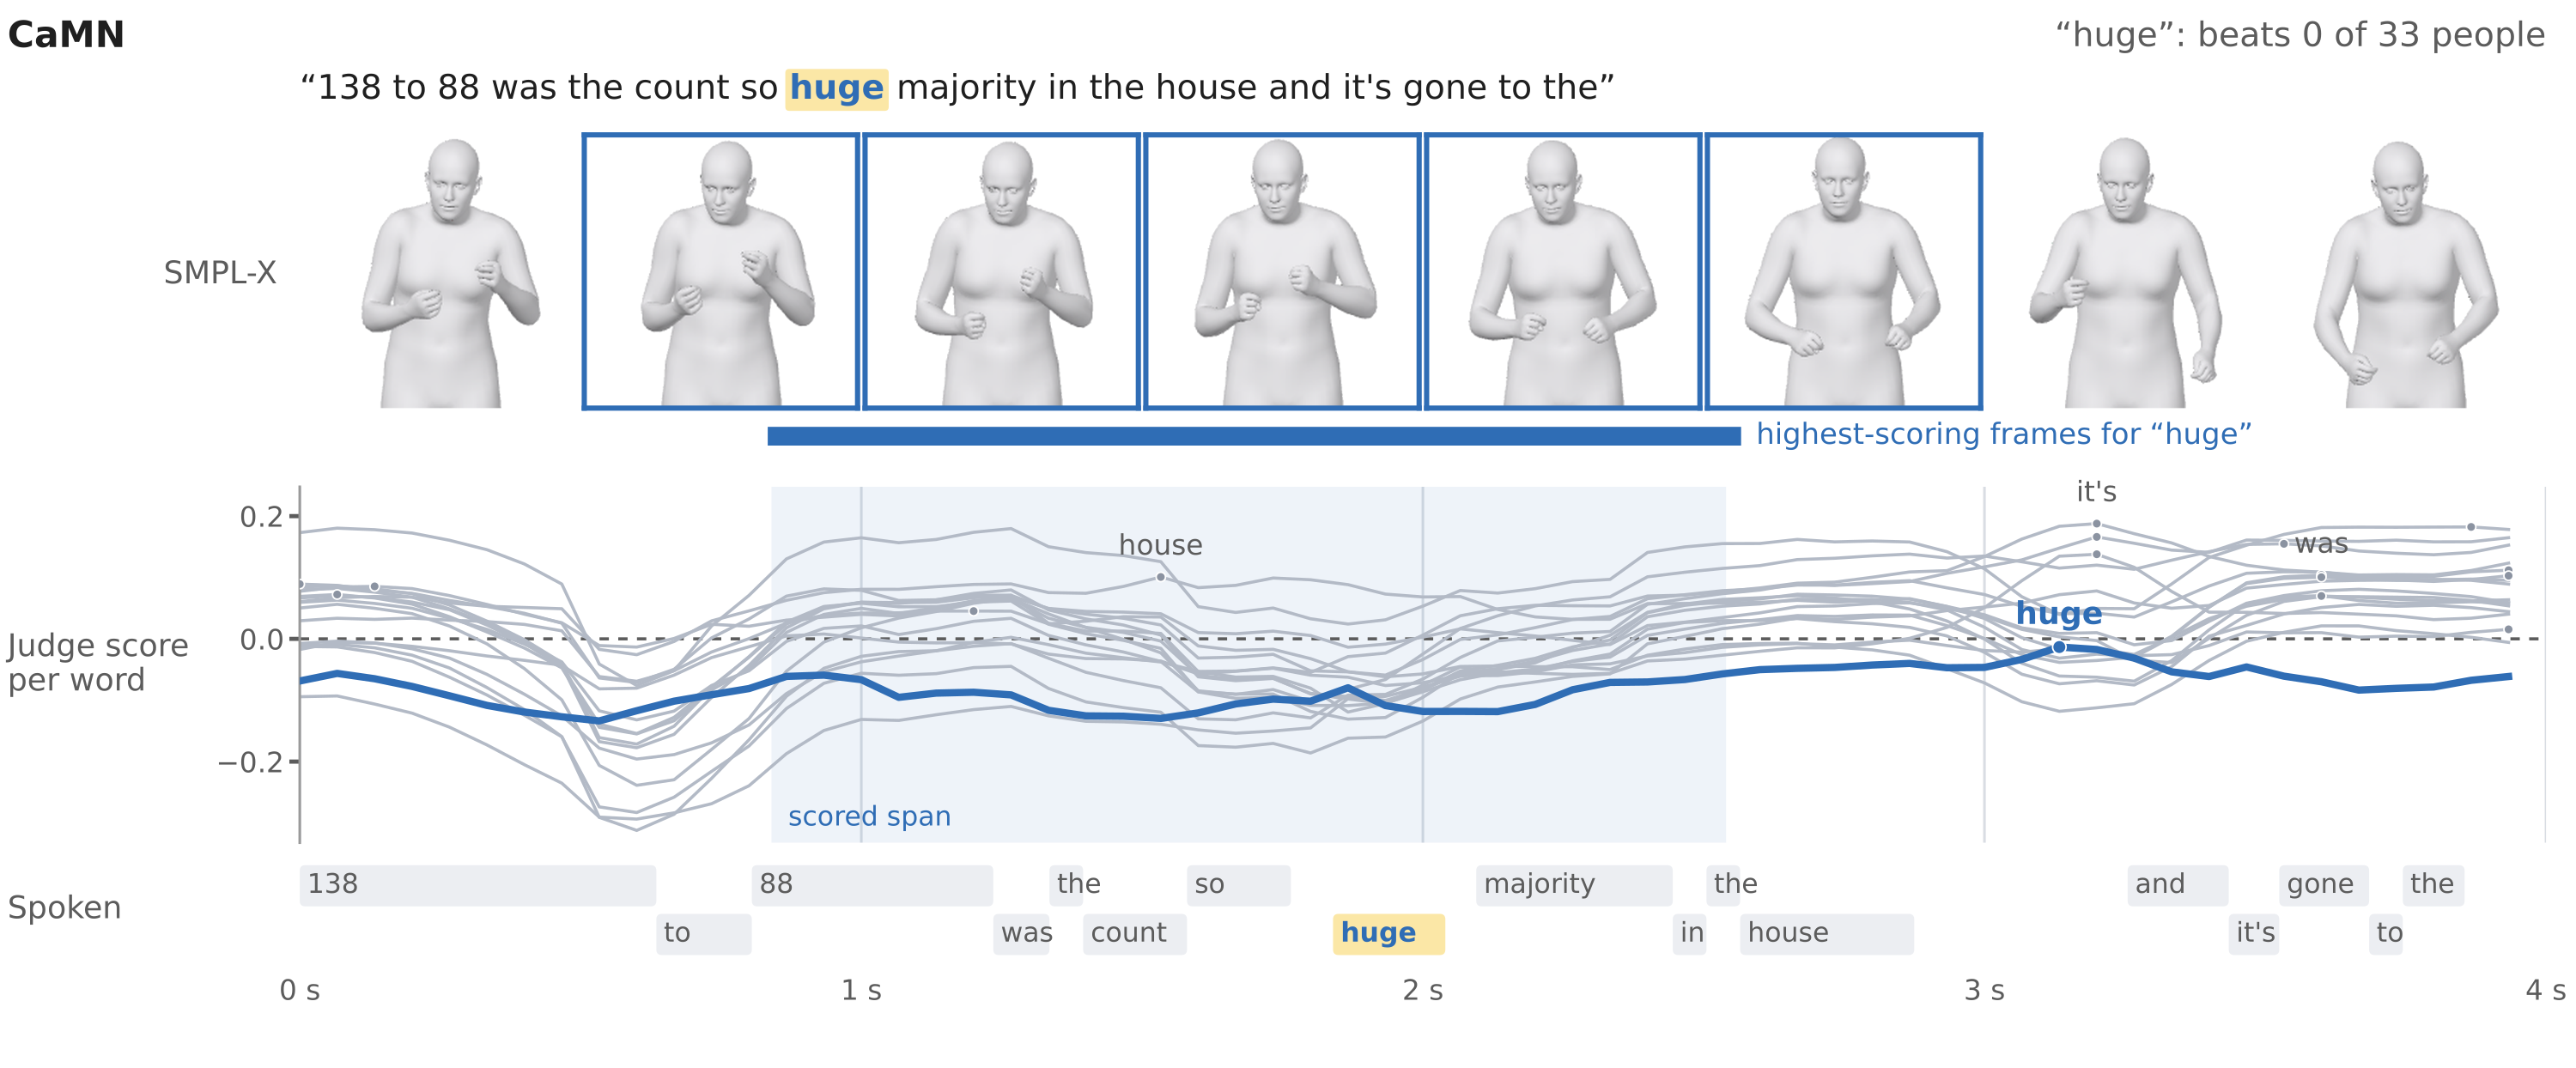 CaMN
“huge”: beats 0 of 33 people
“138 to 88 was the count so huge majority in the house and it's gone to the”
SMPL-X
highest-scoring frames for “huge”
Judge score
per word
0.2
0.0
−0.2
house
it's
was
huge
scored span
Spoken
138
88
the
so
majority
the
and
gone
the
to
was
count
huge
in
house
it's
to
0 s
1 s
2 s
3 s
4 s